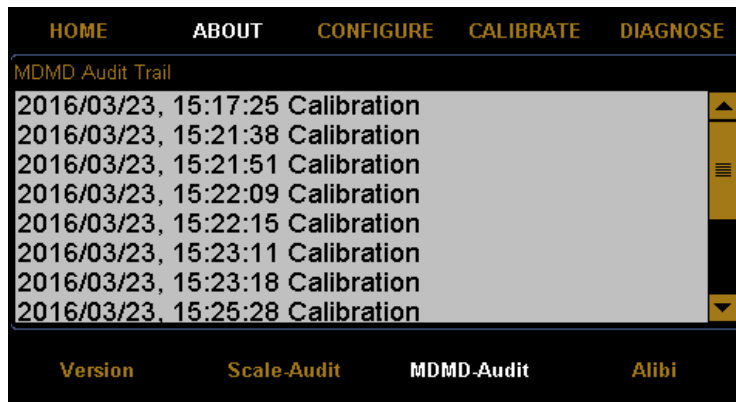 HOME ABOUT CONFIGURE CALIBRATE DIAGNOSE
MDMD Audit Trail
2016/03/23, 15:17:25 Calibration
2016/03/23, 15:21:38 Calibration
2016/03/23, 15:21:51 Calibration
2016/03/23, 15:22:09 Calibration
2016/03/23, 15:22:15 Calibration
2016/03/23, 15:23:11 Calibration
2016/03/23, 15:23:18 Calibration
2016/03/23, 15:25:28 Calibration
Version Scale-Audit MDMD-Audit Alibi